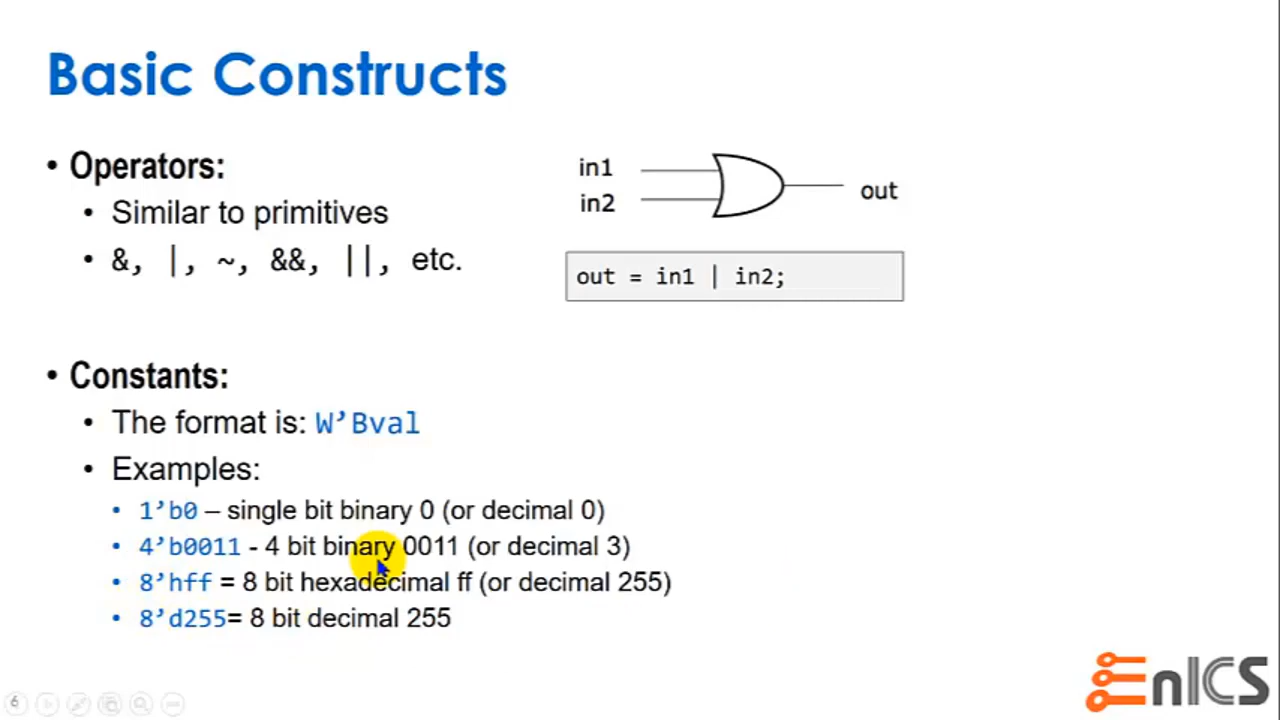 Basic Constructs
• Operators:
• Similar to primitives
• &, |, ~, &&, ||, etc.
in1
in2
out
out = in1 | in2;
• Constants:
• The format is: W’Bval
• Examples:
• 1’b0 – single bit binary 0 (or decimal 0)
• 4’b0011 - 4 bit binary 0011 (or decimal 3)
• 8’hff = 8 bit hexadecimal ff (or decimal 255)
• 8’d255= 8 bit decimal 255
6
EnICS